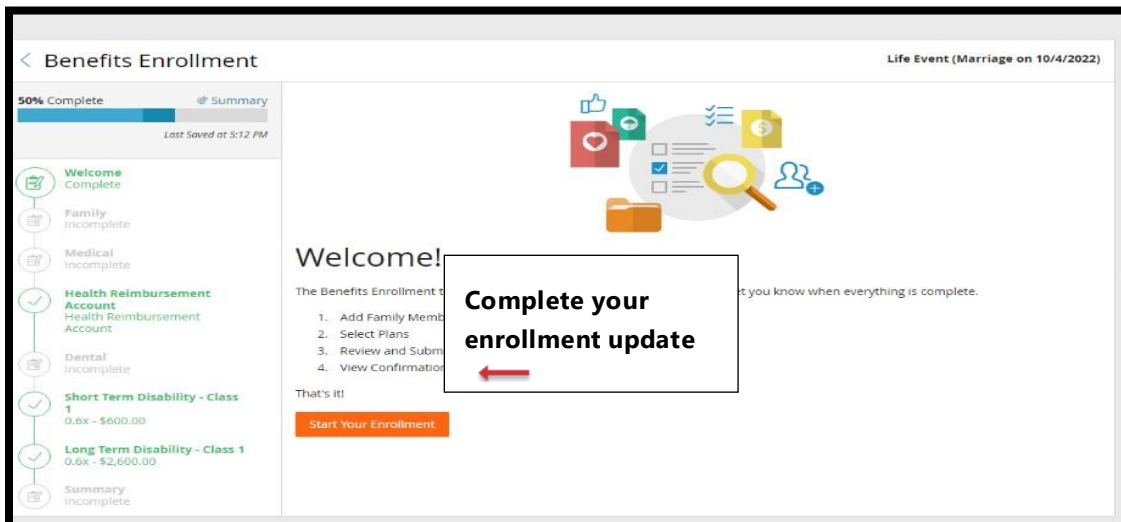 < Benefits Enrollment
Life Event (Marriage on 10/4/2022)
50% Complete
Summary
Last Saved at 5:12 PM
Welcome
Complete
Family
Incomplete
Medical
Incomplete
Health Reimbursement
Account
Health Reimbursement
Account
Dental
Incomplete
Short Term Disability - Class
1
0.6x - $600.00
Long Term Disability - Class 1
0.6x - $2,600.00
Summary
Incomplete
Welcome!
The Benefits Enrollment
you know when everything is complete.
1. Add Family
2. Select Plans
3. Review and
4. View Confirmation
That's it!
Start Your Enrollment
Complete your
enrollment update